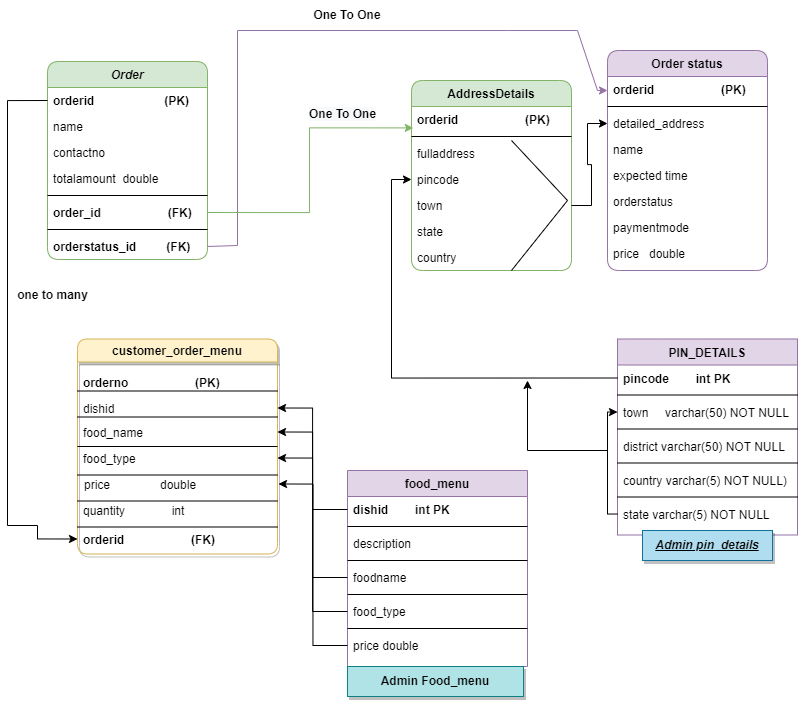 One To One
Order
orderid (PK)
name
contactno
totalamount double
order_id (FK)
orderstatus_id (FK)
One To One
AddressDetails
orderid (PK)
fulladdress
pincode
town
state
country
Order status
orderid (PK)
detailed_address
name
expected time
orderstatus
paymentmode
price double
one to many
customer_order_menu
orderno (PK)
dishid
food_name
food_type
price double
quantity int
orderid (FK)
food_menu
dishid int PK
description
foodname
food_type
price double
Admin Food_menu
PIN_DETAILS
pincode int PK
town varchar(50) NOT NULL
district varchar(50) NOT NULL
country varchar(5) NOT NULL)
state varchar(5) NOT NULL
Admin pin_details